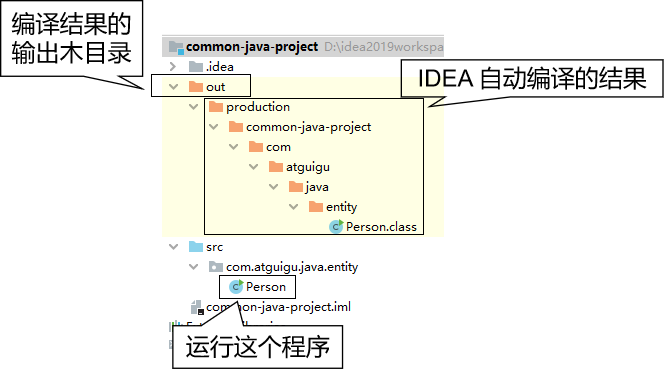 编译结果的
输出木目录
common-java-project D:\idea2019workspa
.idea
IDEA 自动编译的结果
out
production
common-java-project
com
atguigu
java
entity
Person.class
src
com.atguigu.java.entity
Person
common-java-project.iml
运行这个程序